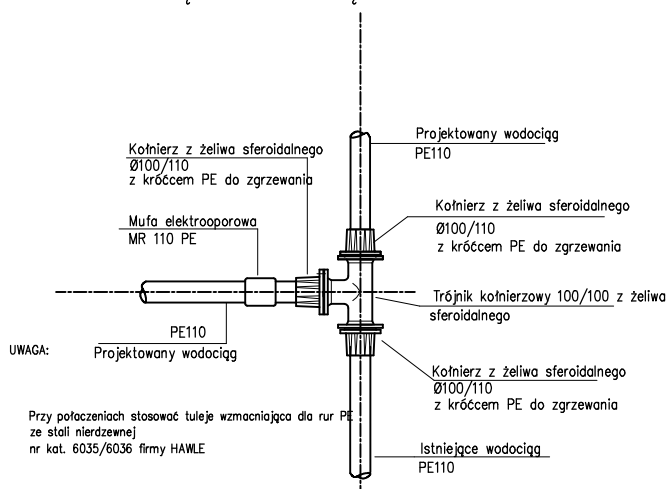 Projektowany wodociąg
PE110
Kołnierz z żeliwa sferoidalnego
Ø100/110
z króćcem PE do zgrzewania
Kołnierz z żeliwa sferoidalnego
Ø100/110
z króćcem PE do zgrzewania
Mufa elektrooporowa
MR 110 PE
Trójnik kołnierzowy 100/100 z żeliwa
sferoidalnego
PE110
Projektowany wodociąg
UWAGA:
Kołnierz z żeliwa sferoidalnego
Ø100/110
z króćcem PE do zgrzewania
Przy połaczeniach stosować tuleje wzmacniająca dla rur PE
ze stali nierdzewnej
nr kat. 6035/6036 firmy HAWLE
Istniejące wodociąg
PE110